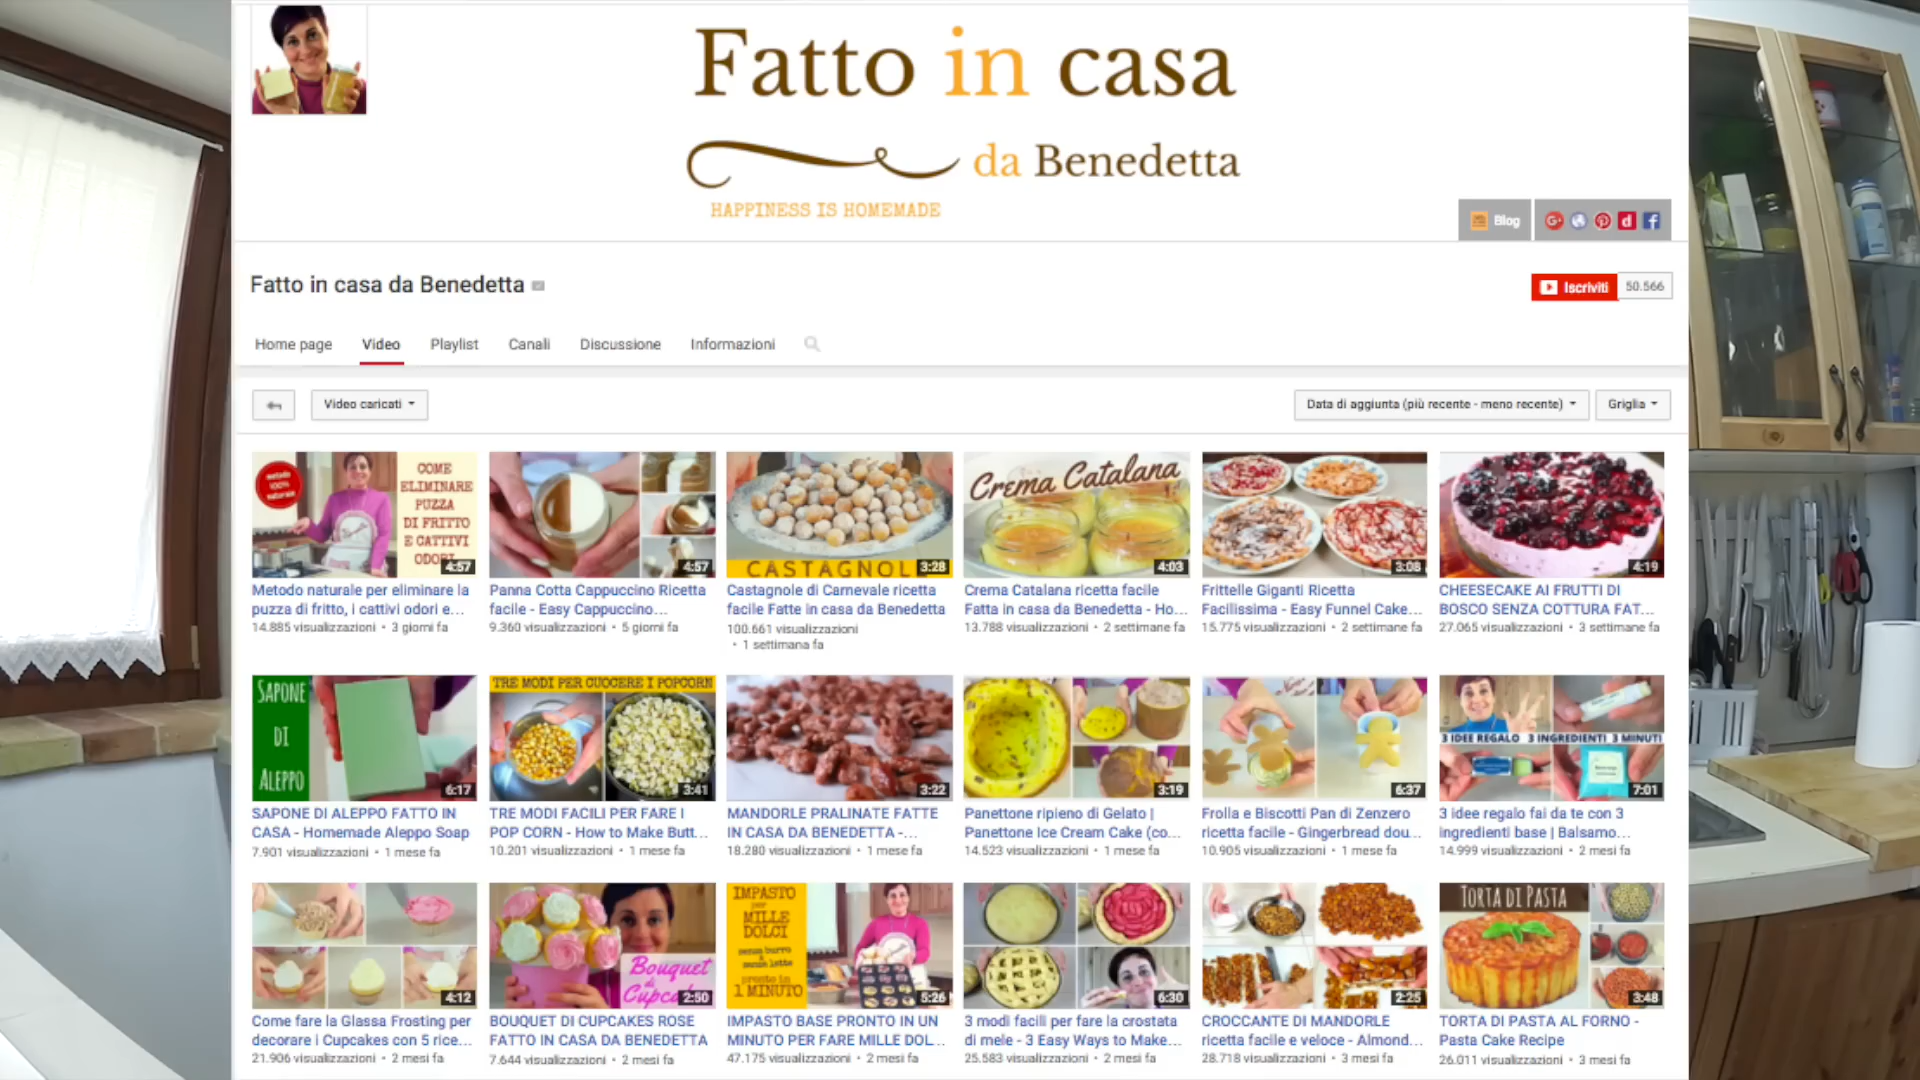 Fatto in casa
da Benedetta
HAPPINESS IS HOMEMADE
Blog
Fatto in casa da Benedetta
Iscriviti 50.566
Home page Video Playlist Canali Discussione Informazioni
Video caricati
Data di aggiunta (più recente - meno recente) Griglia
metodo
100%
naturale
COME
ELIMINARE
PUZZA
DI FRITTO
E CATTIVI
ODORI
4:57
Metodo naturale per eliminare la
puzza di fritto, i cattivi odori e...
14.885 visualizzazioni • 3 giorni fa
4:57
Panna Cotta Cappuccino Ricetta
facile - Easy Cappuccino...
9.360 visualizzazioni • 5 giorni fa
CASTAGNOL
3:28
Castagnole di Carnevale ricetta
facile Fatte in casa da Benedetta
100.661 visualizzazioni
• 1 settimana fa
Crema Catalana
4:03
Crema Catalana ricetta facile
Fatta in casa da Benedetta - Ho...
13.788 visualizzazioni • 2 settimane fa
3:08
Frittelle Giganti Ricetta
Facilissima - Easy Funnel Cake...
15.775 visualizzazioni • 2 settimane fa
4:19
CHEESECAKE AI FRUTTI DI
BOSCO SENZA COTTURA FAT...
27.065 visualizzazioni • 3 settimane fa
SAPONE
DI
ALEPPO
6:17
SAPONE DI ALEPPO FATTO IN
CASA - Homemade Aleppo Soap
7.901 visualizzazioni • 1 mese fa
TRE MODI PER CUOCERE I POPCORN
3:41
TRE MODI FACILI PER FARE I
POP CORN - How to Make Butt...
10.201 visualizzazioni • 1 mese fa
3:22
MANDORLE PRALINATE FATTE
IN CASA DA BENEDETTA -...
18.280 visualizzazioni • 1 mese fa
3:19
Panettone ripieno di Gelato |
Panettone Ice Cream Cake (co...
14.523 visualizzazioni • 1 mese fa
6:37
Frolla e Biscotti Pan di Zenzero
ricetta facile - Gingerbread dou...
10.905 visualizzazioni • 1 mese fa
3 IDEE REGALO 3 INGREDIENTI 3 MINUTI
7:01
3 idee regalo fai da te con 3
ingredienti base | Balsamo...
14.999 visualizzazioni • 2 mesi fa
4:12
Come fare la Glassa Frosting per
decorare i Cupcakes con 5 rice...
21.906 visualizzazioni • 2 mesi fa
Bouquet
di
Cupca
2:50
BOUQUET DI CUPCAKES ROSE
FATTO IN CASA DA BENEDETTA
7.644 visualizzazioni • 2 mesi fa
IMPASTO
per
MILLE
DOLCI
senza burro
e
senza latte
pronto in
1 MINUTO
5:26
IMPASTO BASE PRONTO IN UN
MINUTO PER FARE MILLE DOL...
47.175 visualizzazioni • 2 mesi fa
6:30
3 modi facili per fare la crostata
di mele - 3 Easy Ways to Make...
25.583 visualizzazioni • 2 mesi fa
2:25
CROCCANTE DI MANDORLE
ricetta facile e veloce - Almond...
28.718 visualizzazioni • 3 mesi fa
TORTA DI PASTA
3:48
TORTA DI PASTA AL FORNO -
Pasta Cake Recipe
26.011 visualizzazioni • 3 mesi fa